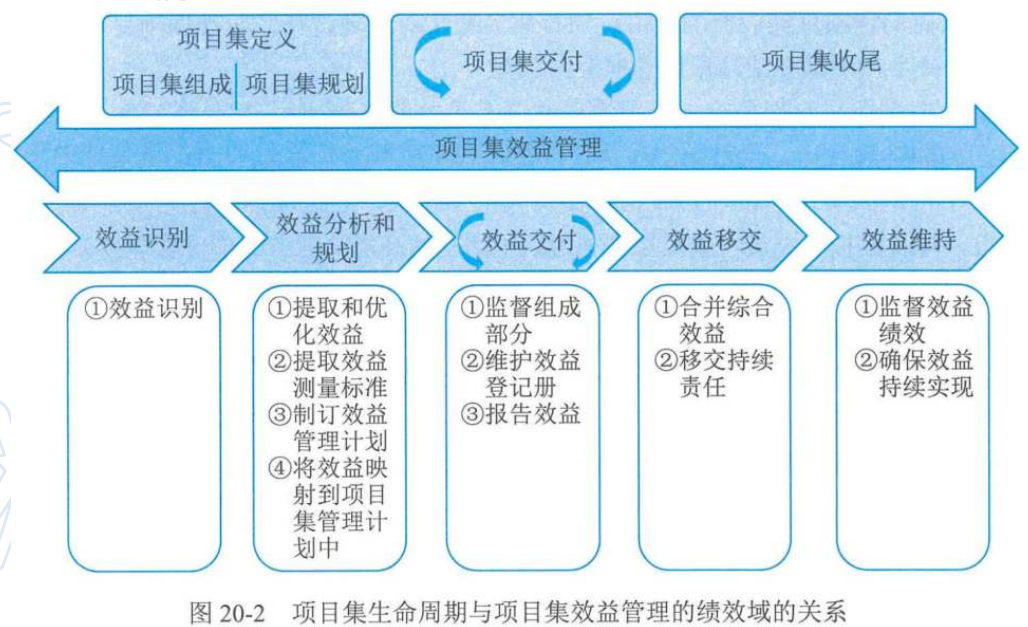 项目集定义
项目集组成 项目集规划
项目集交付
项目集收尾
项目集效益管理
效益识别
效益分析和
规划
效益交付
效益移交
效益维持
①效益识别
①提取和优
化效益
②提取效益
测量标准
③制订效益
管理计划
④将效益映
射到项目
集管理计
划中
①监督组成
部分
②维护效益
登记册
③报告效益
①合并综合
效益
②移交持续
责任
①监督效益
绩效
②确保效益
持续实现
图 20-2 项目集生命周期与项目集效益管理的绩效域的关系